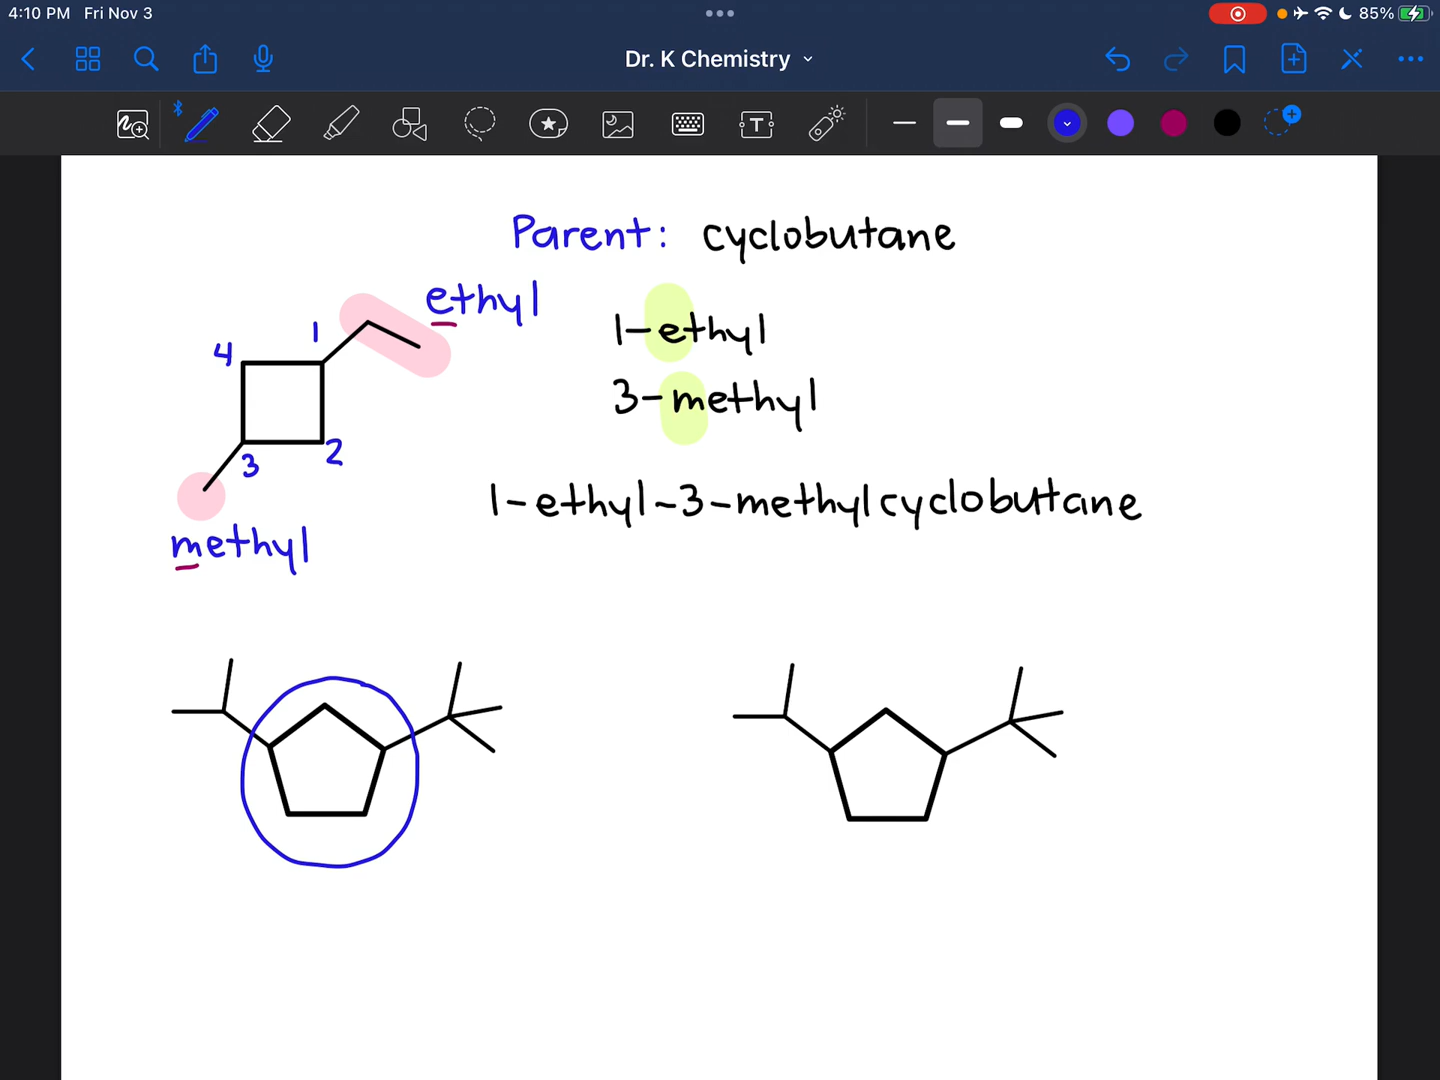 4:10 PM Fri Nov 3
85%
Dr. K Chemistry
T
Parent: cyclobutane
ethyl
1-ethyl
1
4
3-methyl
3
2
1-ethyl-3-methylcyclobutane
methyl